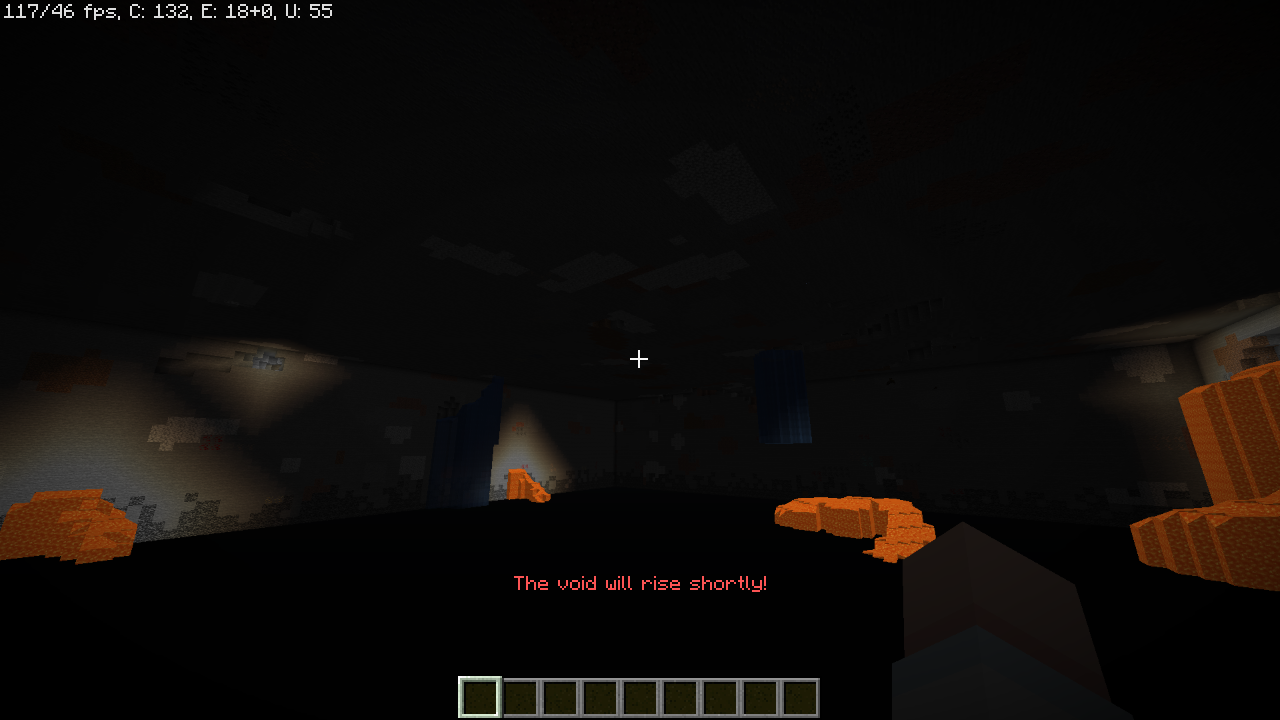 117/46 fps, C: 132, E: 18+0, U: 55
The void will rise shortly!